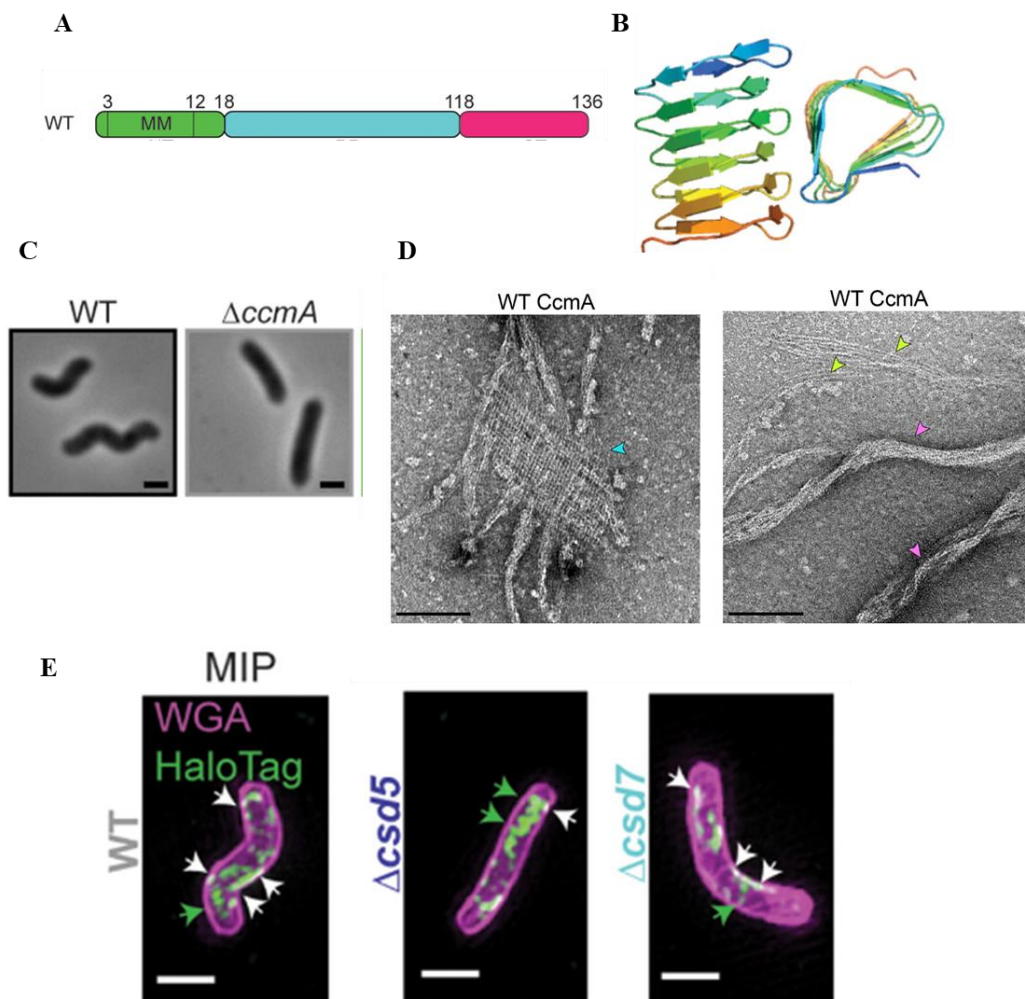 A
B
3 12 18 118 136
WT MM
C
D
WT ΔccmA
WT CcmA WT CcmA
E
MIP
WGA
HaloTag
WT
Δcsd5
Δcsd7